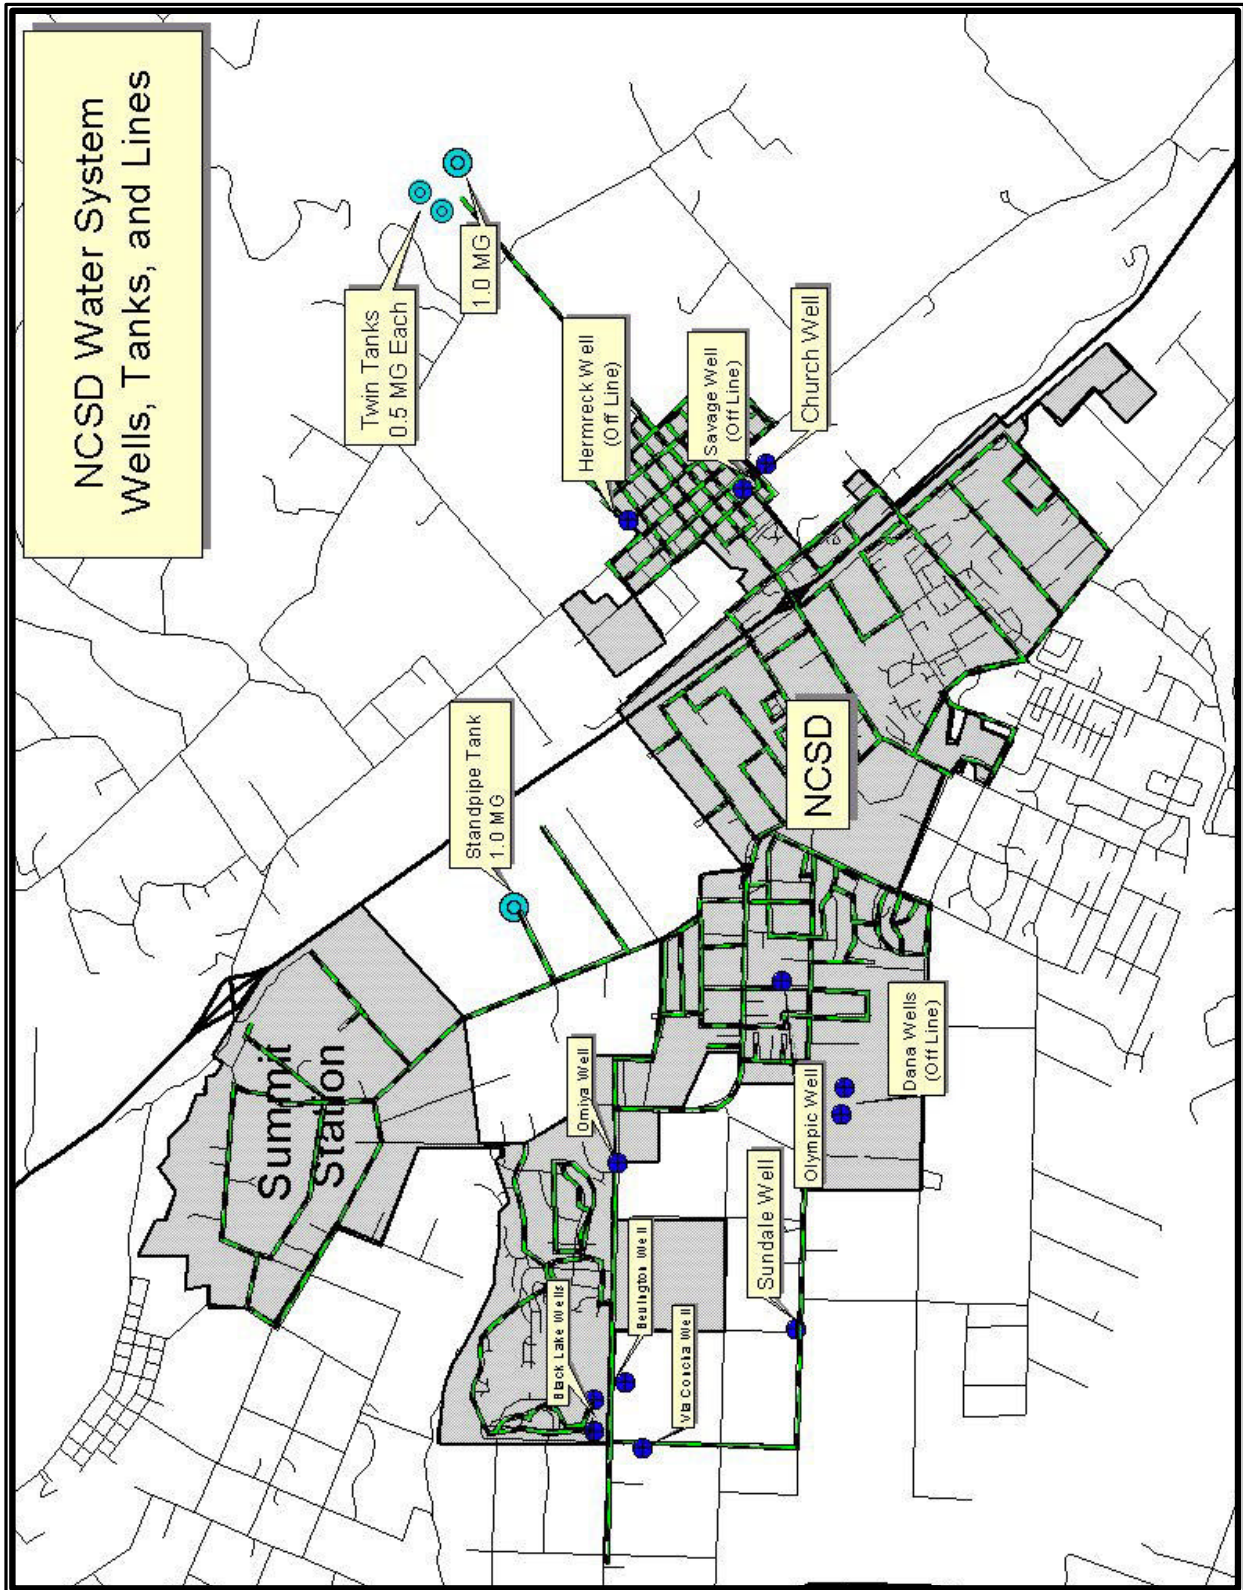 NCSD Water System
Wells, Tanks, and Lines
Twin Tanks
0.5 MG Each
1.0 MG
Hermreck Well
(Off Line)
Savage Well
(Off Line)
Church Well
Standpipe Tank
1.0 MG
NCSD
Summit
Station
Omiya Well
Olympic Well
Dana Wells
(Off Line)
Sundale Well
Black Lake Wells
Bevington Well
Via Concha Well